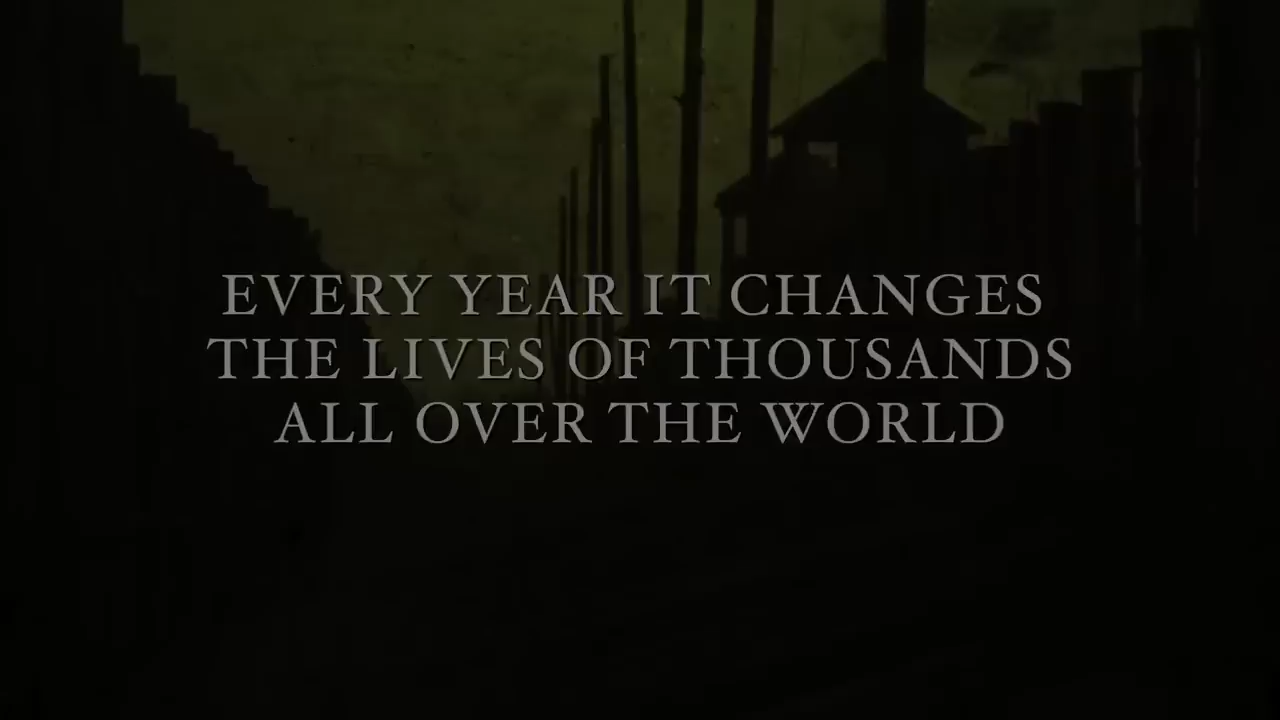 EVERY YEAR IT CHANGES
THE LIVES OF THOUSANDS
ALL OVER THE WORLD